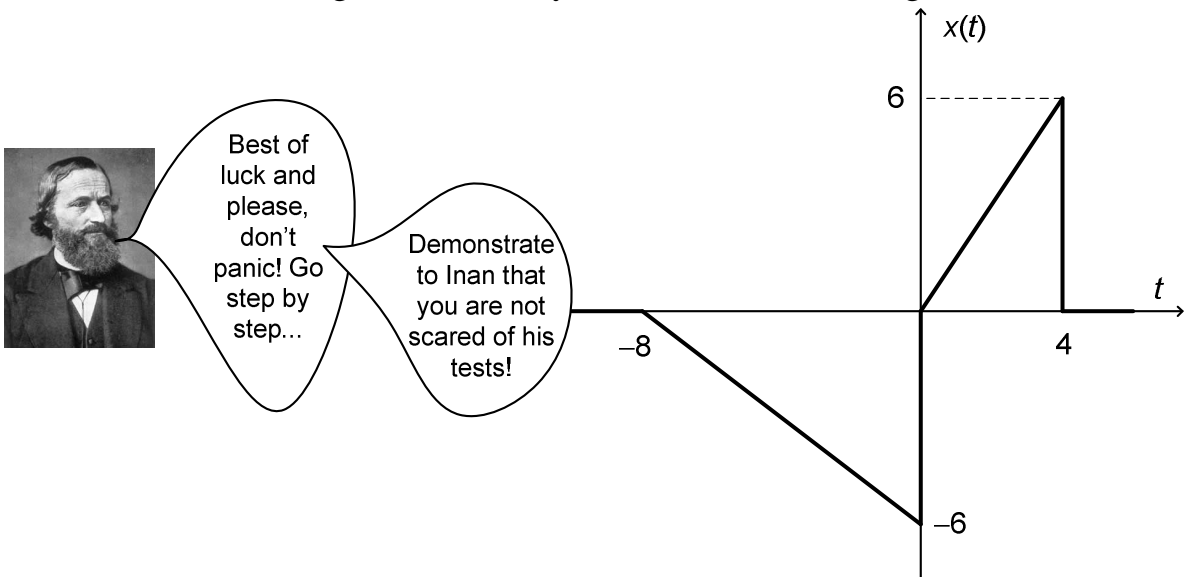 Best of
luck and
please,
don't
panic! Go
step by
step...
Demonstrate
to Inan that
you are not
scared of his
tests!
x(t)
6
t
–8
4
–6